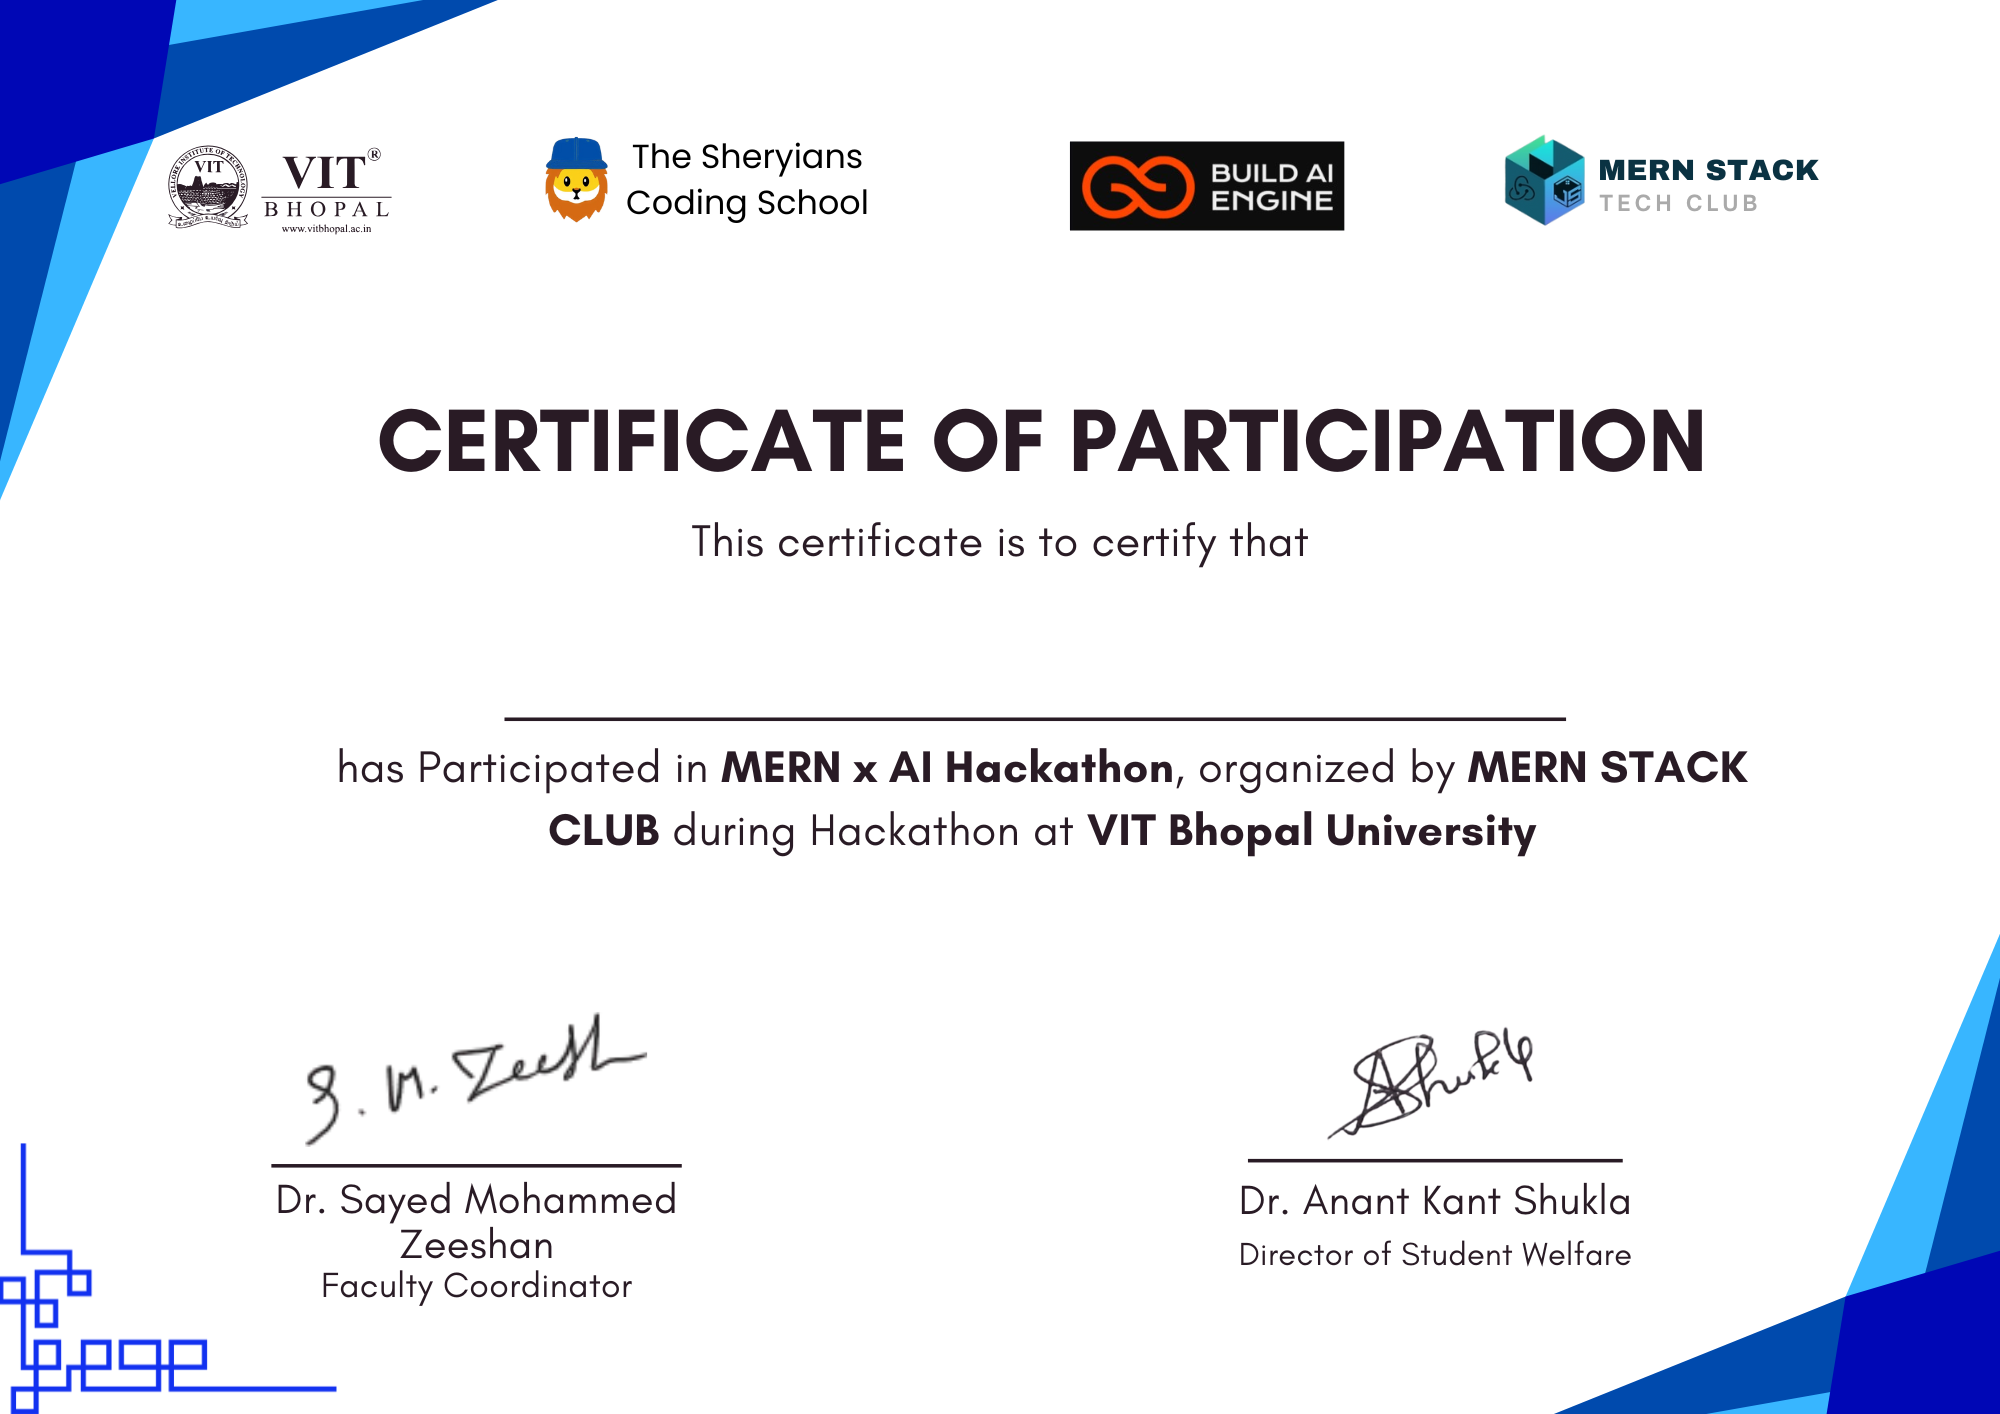 VELLORE INSTITUTE OF TECHNOLOGY
VIT
VIT®
BHOPAL
www.vitbhopal.ac.in
The Sheryians
Coding School
BUILD AI
ENGINE
JS
MERN STACK
TECH CLUB
CERTIFICATE OF PARTICIPATION
This certificate is to certify that
has Participated in MERN x AI Hackathon, organized by MERN STACK
CLUB during Hackathon at VIT Bhopal University
S. M. Zeesh
AShukla
Dr. Sayed Mohammed
Zeeshan
Faculty Coordinator
Dr. Anant Kant Shukla
Director of Student Welfare